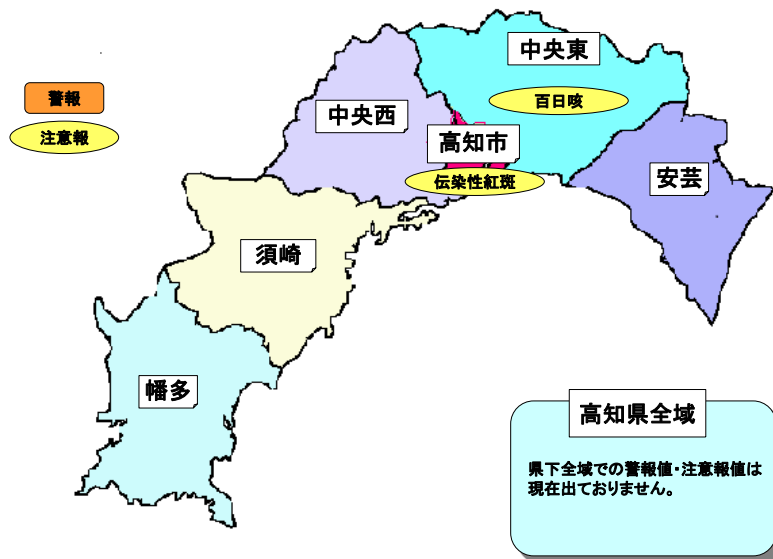 中央東
警報
百日咳
中央西
注意報
高知市
安芸
伝染性紅斑
須崎
幡多
高知県全域
県下全域での警報値・注意報値は
現在出ておりません。